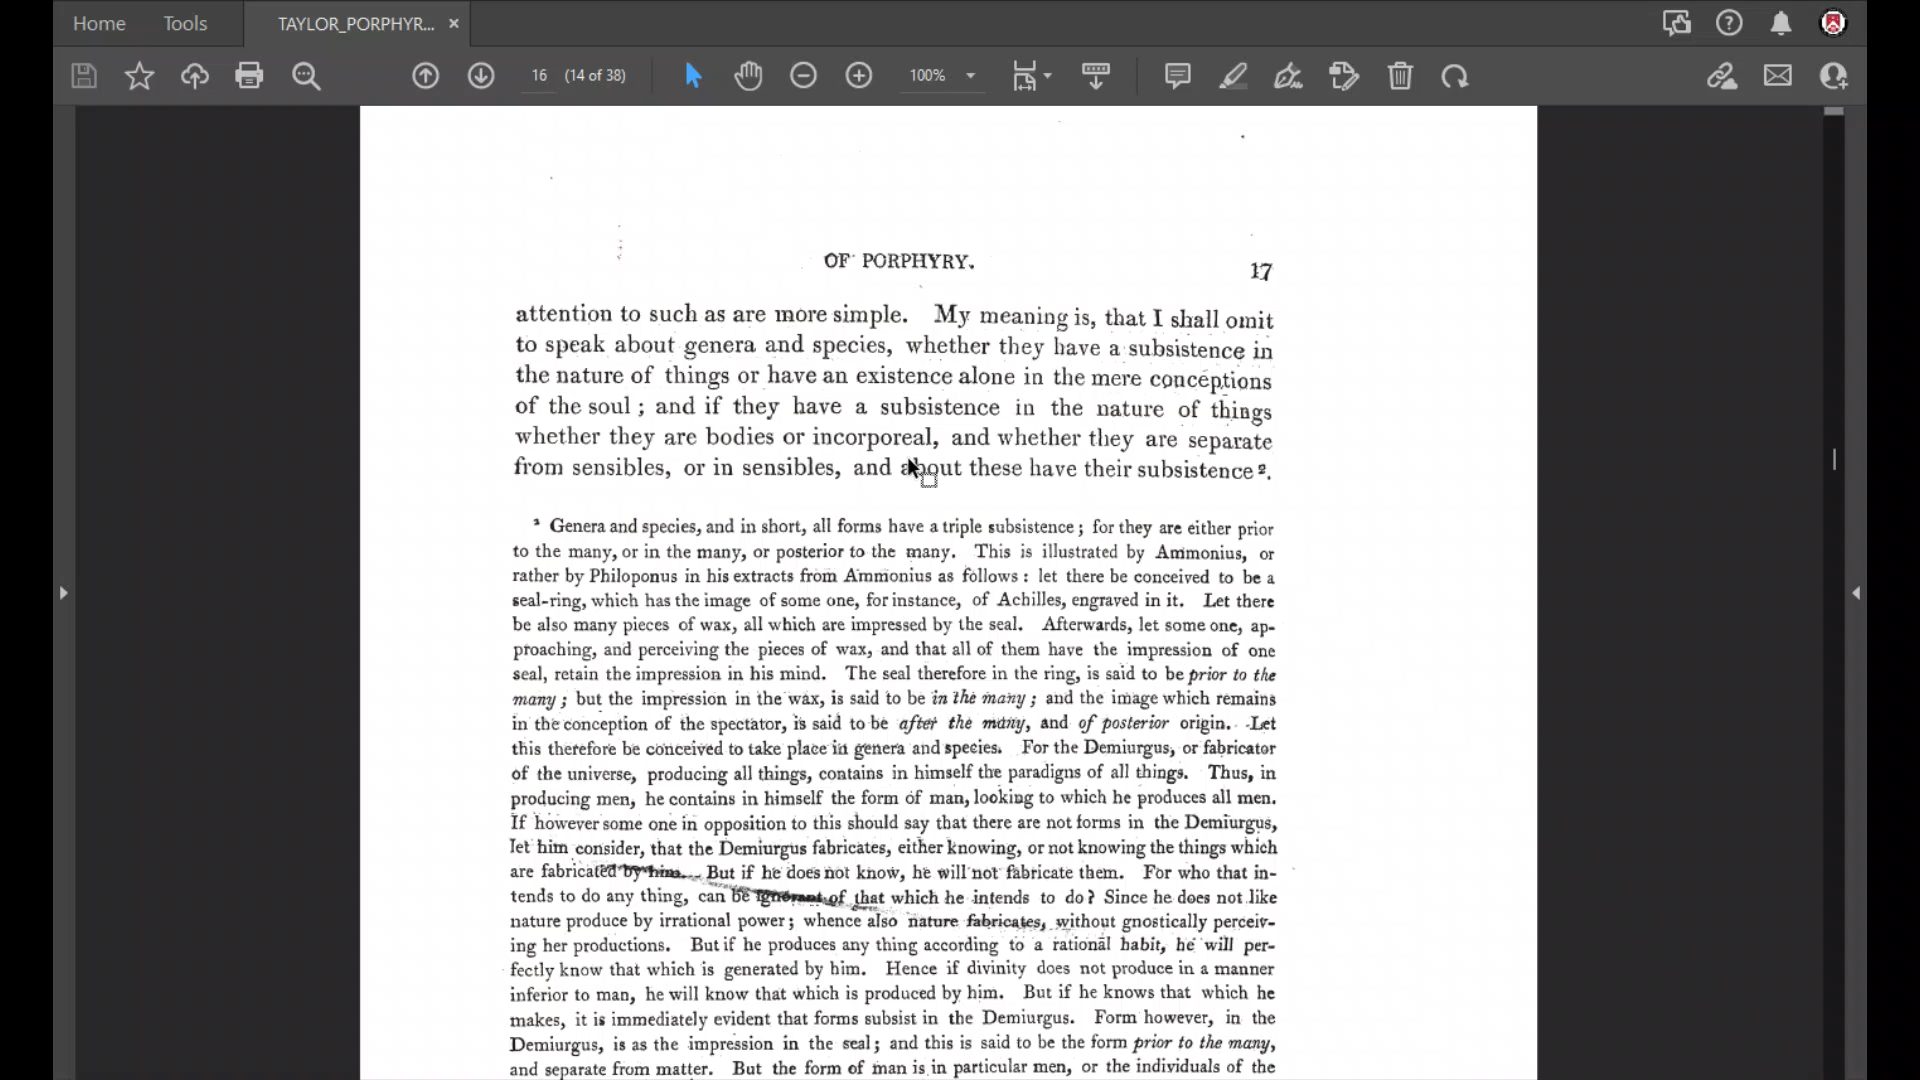 Home Tools TAYLOR_PORPHYR... ×
16 (14 of 38) 100%
OF PORPHYRY. 17
attention to such as are more simple. My meaning is, that I shall omit
to speak about genera and species, whether they have a subsistence in
the nature of things or have an existence alone in the mere conceptions
of the soul ; and if they have a subsistence in the nature of things
whether they are bodies or incorporeal, and whether they are separate
from sensibles, or in sensibles, and about these have their subsistence ².
² Genera and species, and in short, all forms have a triple subsistence ; for they are either prior
to the many, or in the many, or posterior to the many. This is illustrated by Ammonius, or
rather by Philoponus in his extracts from Ammonius as follows : let there be conceived to be a
seal-ring, which has the image of some one, for instance, of Achilles, engraved in it. Let there
be also many pieces of wax, all which are impressed by the seal. Afterwards, let some one, ap-
proaching, and perceiving the pieces of wax, and that all of them have the impression of one
seal, retain the impression in his mind. The seal therefore in the ring, is said to be prior to the
many ; but the impression in the wax, is said to be in the many ; and the image which remains
in the conception of the spectator, is said to be after the many, and of posterior origin. Let
this therefore be conceived to take place in genera and species. For the Demiurgus, or fabricator
of the universe, producing all things, contains in himself the paradigms of all things. Thus, in
producing men, he contains in himself the form of man, looking to which he produces all men.
If however some one in opposition to this should say that there are not forms in the Demiurgus,
let him consider, that the Demiurgus fabricates, either knowing, or not knowing the things which
are fabricated by him. But if he does not know, he will not fabricate them. For who that in-
tends to do any thing, can be ignorant of that which he intends to do ? Since he does not like
nature produce by irrational power ; whence also nature fabricates, without gnostically perceiv-
ing her productions. But if he produces any thing according to a rational habit, he will per-
fectly know that which is generated by him. Hence if divinity does not produce in a manner
inferior to man, he will know that which is produced by him. But if he knows that which he
makes, it is immediately evident that forms subsist in the Demiurgus. Form however, in the
Demiurgus, is as the impression in the seal ; and this is said to be the form prior to the many,
and separate from matter. But the form of man is in particular men, or the individuals of the